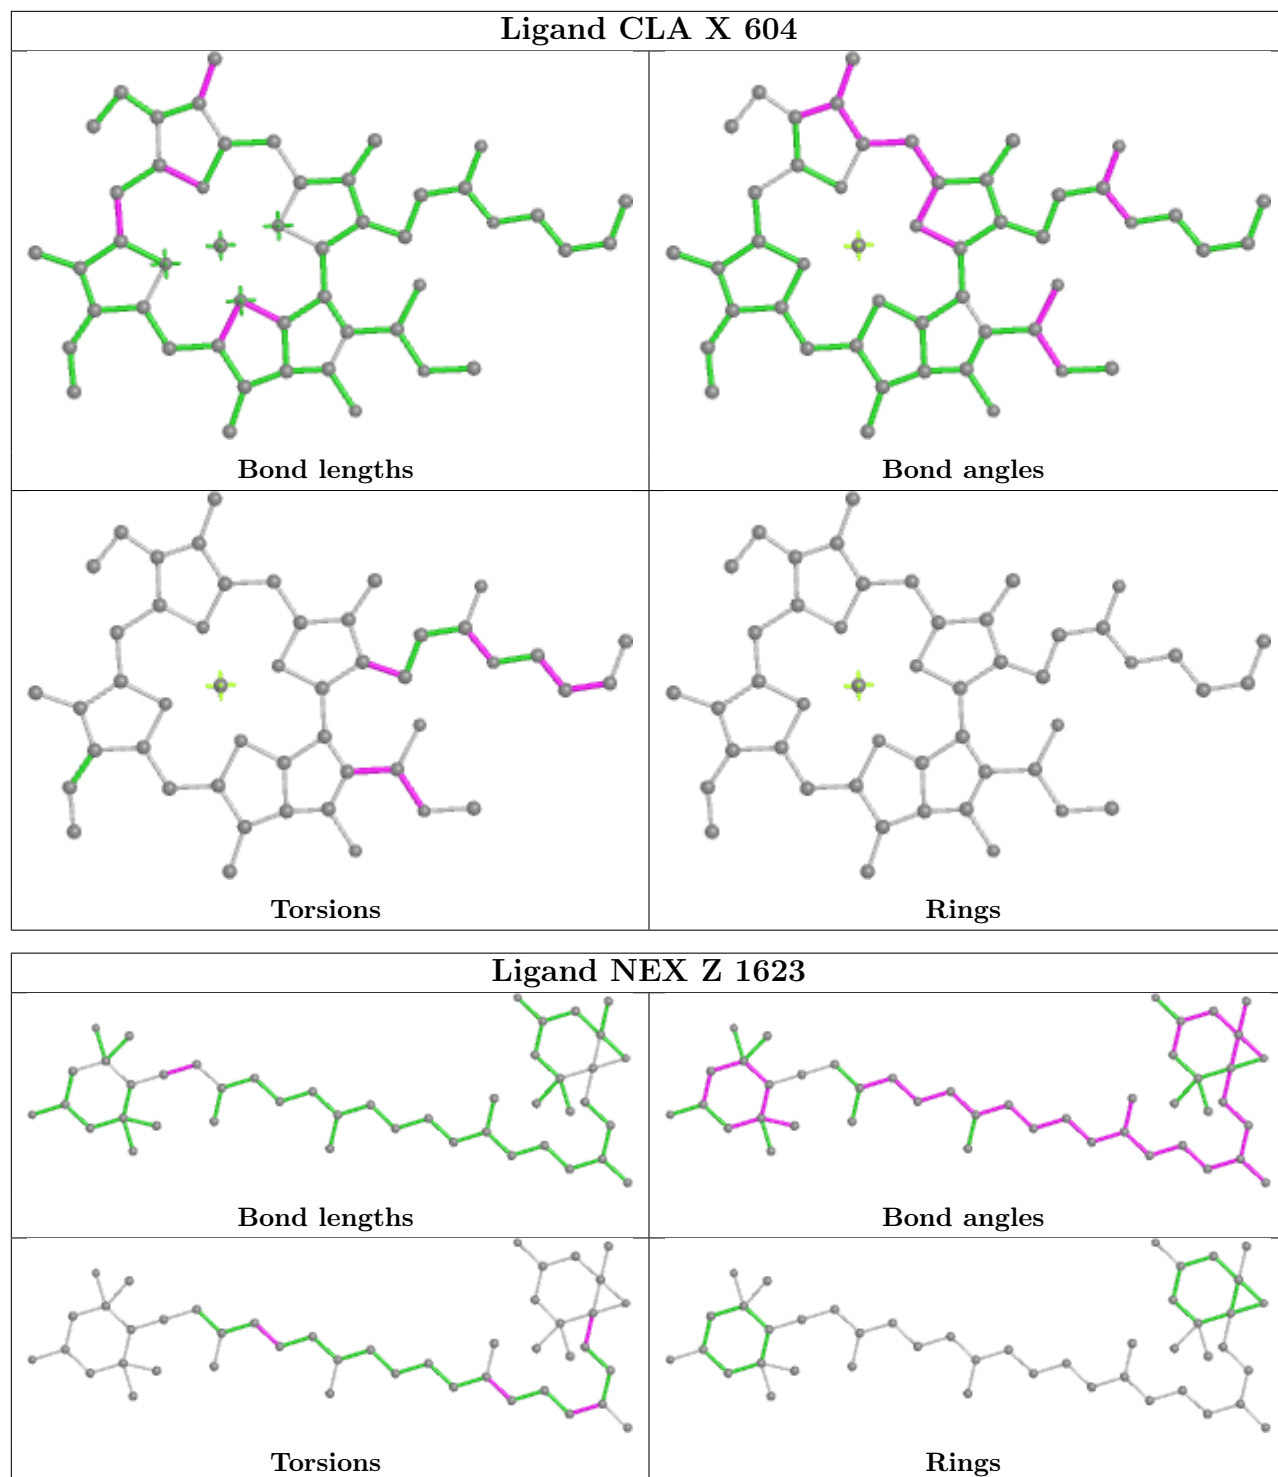 Ligand CLA X 604
Bond lengths
Bond angles
Torsions
Rings
Ligand NEX Z 1623
Bond lengths
Bond angles
Torsions
Rings